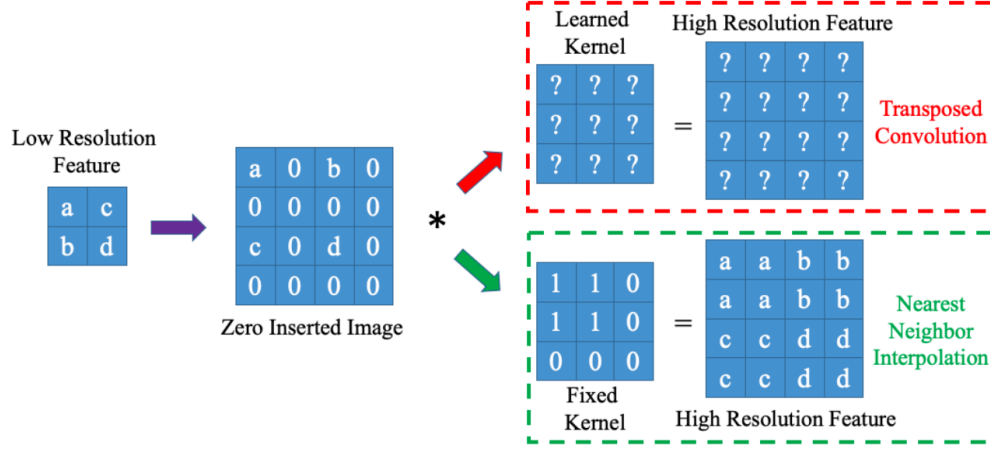 Low Resolution
Feature
a c
b d
a 0 b 0
0 0 0 0
c 0 d 0
0 0 0 0
Zero Inserted Image
*
Learned
Kernel
? ? ?
? ? ?
? ? ?
=
High Resolution Feature
? ? ? ?
? ? ? ?
? ? ? ?
? ? ? ?
Transposed
Convolution
1 1 0
1 1 0
0 0 0
Fixed
Kernel
=
a a b b
a a b b
c c d d
c c d d
High Resolution Feature
Nearest
Neighbor
Interpolation